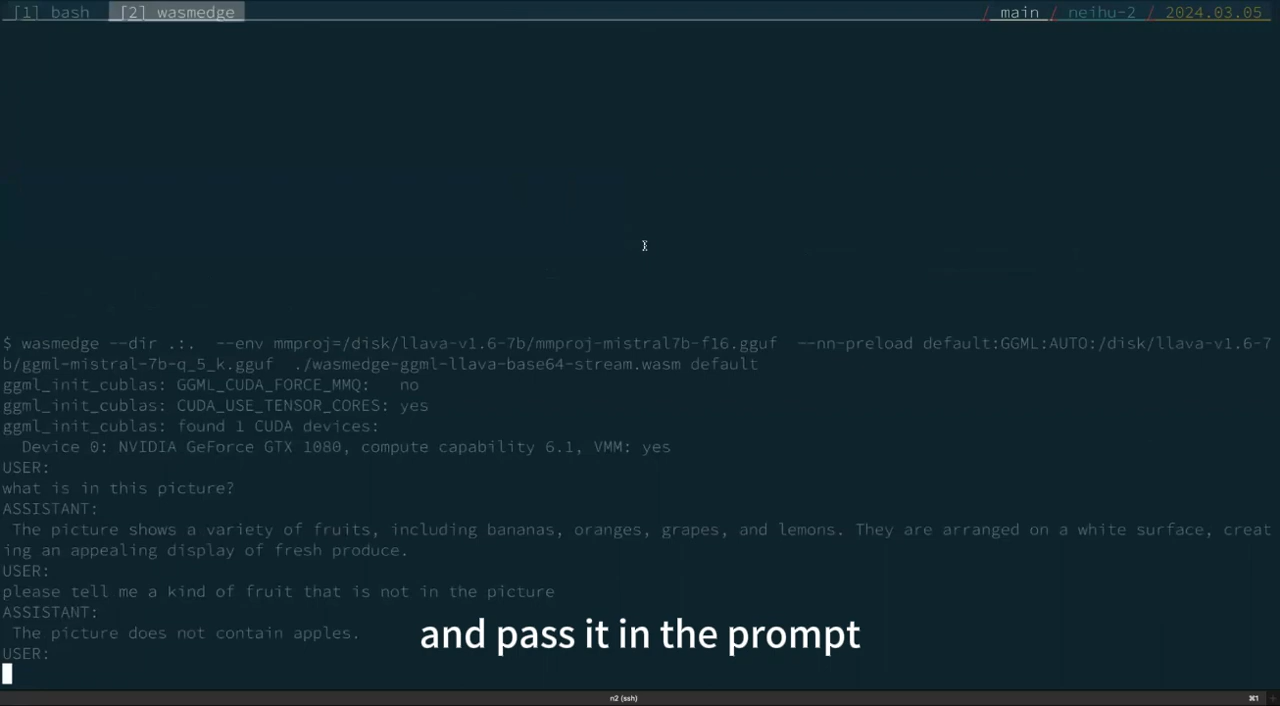 [1] bash [2] wasmedge / main / neihu-2 / 2024.03.05
$ wasmedge --dir .:. --env mmproj=/disk/llava-v1.6-7b/mmproj-mistral7b-f16.gguf --nn-preload default:GGML:AUTO:/disk/llava-v1.6-7
b/ggml-mistral-7b-q_5_k.gguf ./wasmedge-ggml-llava-base64-stream.wasm default
ggml_init_cublas: GGML_CUDA_FORCE_MMQ: no
ggml_init_cublas: CUDA_USE_TENSOR_CORES: yes
ggml_init_cublas: found 1 CUDA devices:
Device 0: NVIDIA GeForce GTX 1080, compute capability 6.1, VMM: yes
USER:
what is in this picture?
ASSISTANT:
The picture shows a variety of fruits, including bananas, oranges, grapes, and lemons. They are arranged on a white surface, creat
ing an appealing display of fresh produce.
USER:
please tell me a kind of fruit that is not in the picture
ASSISTANT:
The picture does not contain apples.
and pass it in the prompt
USER:
n2 (ssh) ⌘1